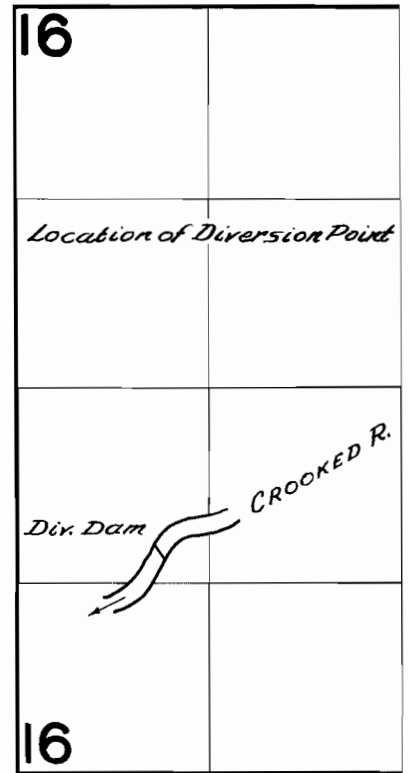 16
Location of Diversion Point
CROOKED R.
Div. Dam
16